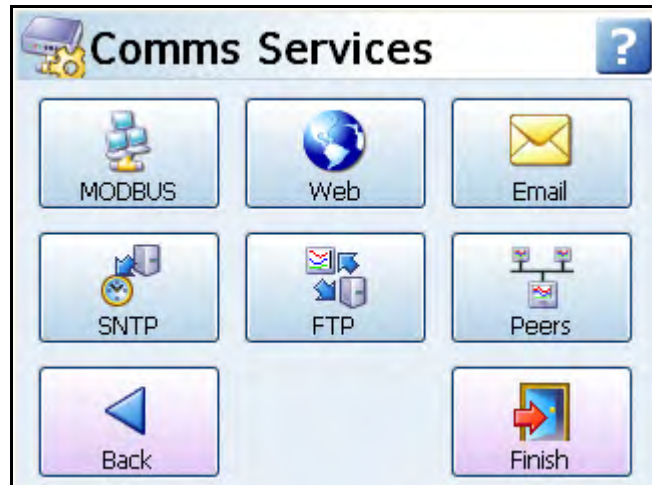 Comms Services
?
MODBUS
Web
Email
SNTP
FTP
Peers
Back
Finish